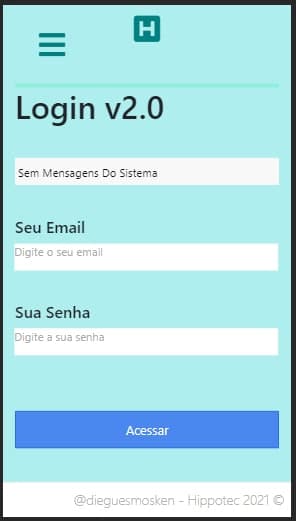 H
Login v2.0
Sem Mensagens Do Sistema
Seu Email
Digite o seu email
Sua Senha
Digite a sua senha
Acessar
@dieguesmosken - Hippotec 2021 ©